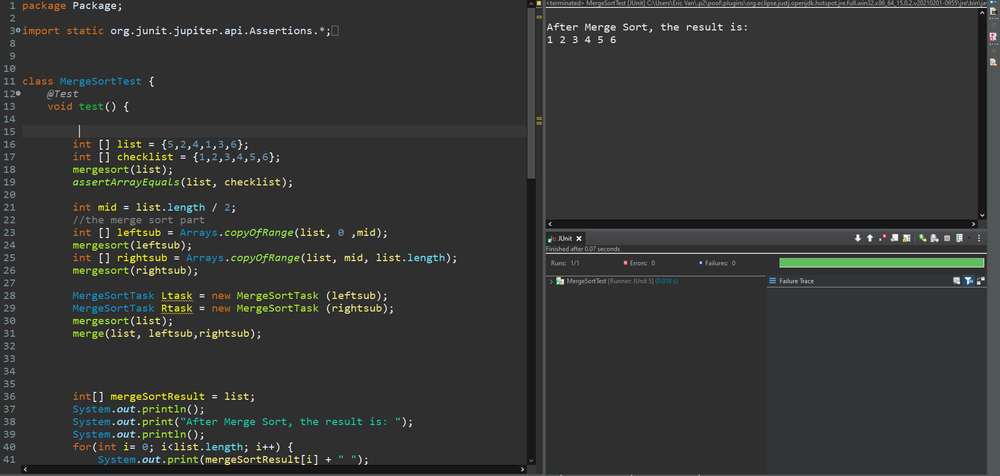 1 package Package;
2
3 import static org.junit.jupiter.api.Assertions.*;
8
9
10
11 class MergeSortTest {
12 @Test
13 void test() {
14
15
16 int [] list = {5,2,4,1,3,6};
17 int [] checklist = {1,2,3,4,5,6};
18 mergesort(list);
19 assertArrayEquals(list, checklist);
20
21 int mid = list.length / 2;
22 //the merge sort part
23 int [] leftsub = Arrays.copyOfRange(list, 0 ,mid);
24 mergesort(leftsub);
25 int [] rightsub = Arrays.copyOfRange(list, mid, list.length);
26 mergesort(rightsub);
27
28 MergeSortTask Ltask = new MergeSortTask (leftsub);
29 MergeSortTask Rtask = new MergeSortTask (rightsub);
30 mergesort(list);
31 merge(list, leftsub,rightsub);
32
33
34
35
36 int[] mergeSortResult = list;
37 System.out.println();
38 System.out.print("After Merge Sort, the result is: ");
39 System.out.println();
40 for(int i= 0; i<list.length; i++) {
41 System.out.print(mergeSortResult[i] + " ");
<terminated> MergeSortTest [JUnit] C:\Users\Eric Van\.p2\pool\plugins\org.eclipse.justj.openjdk.hotspot.jre.full.win32.x86_64_15.0.2.v20210201-0955\jre\bin\jav
After Merge Sort, the result is:
1 2 3 4 5 6
JUnit
Finished after 0.07 seconds
Runs: 1/1 Errors: 0 Failures: 0
MergeSortTest [Runner: JUnit 5] (0.018 s)
Failure Trace